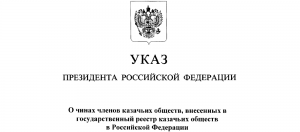 УКАЗ
ПРЕЗИДЕНТА РОССИЙСКОЙ ФЕДЕРАЦИИ
О чинах членов казачьих обществ, внесенных в
государственный реестр казачьих обществ
в Российской Федерации